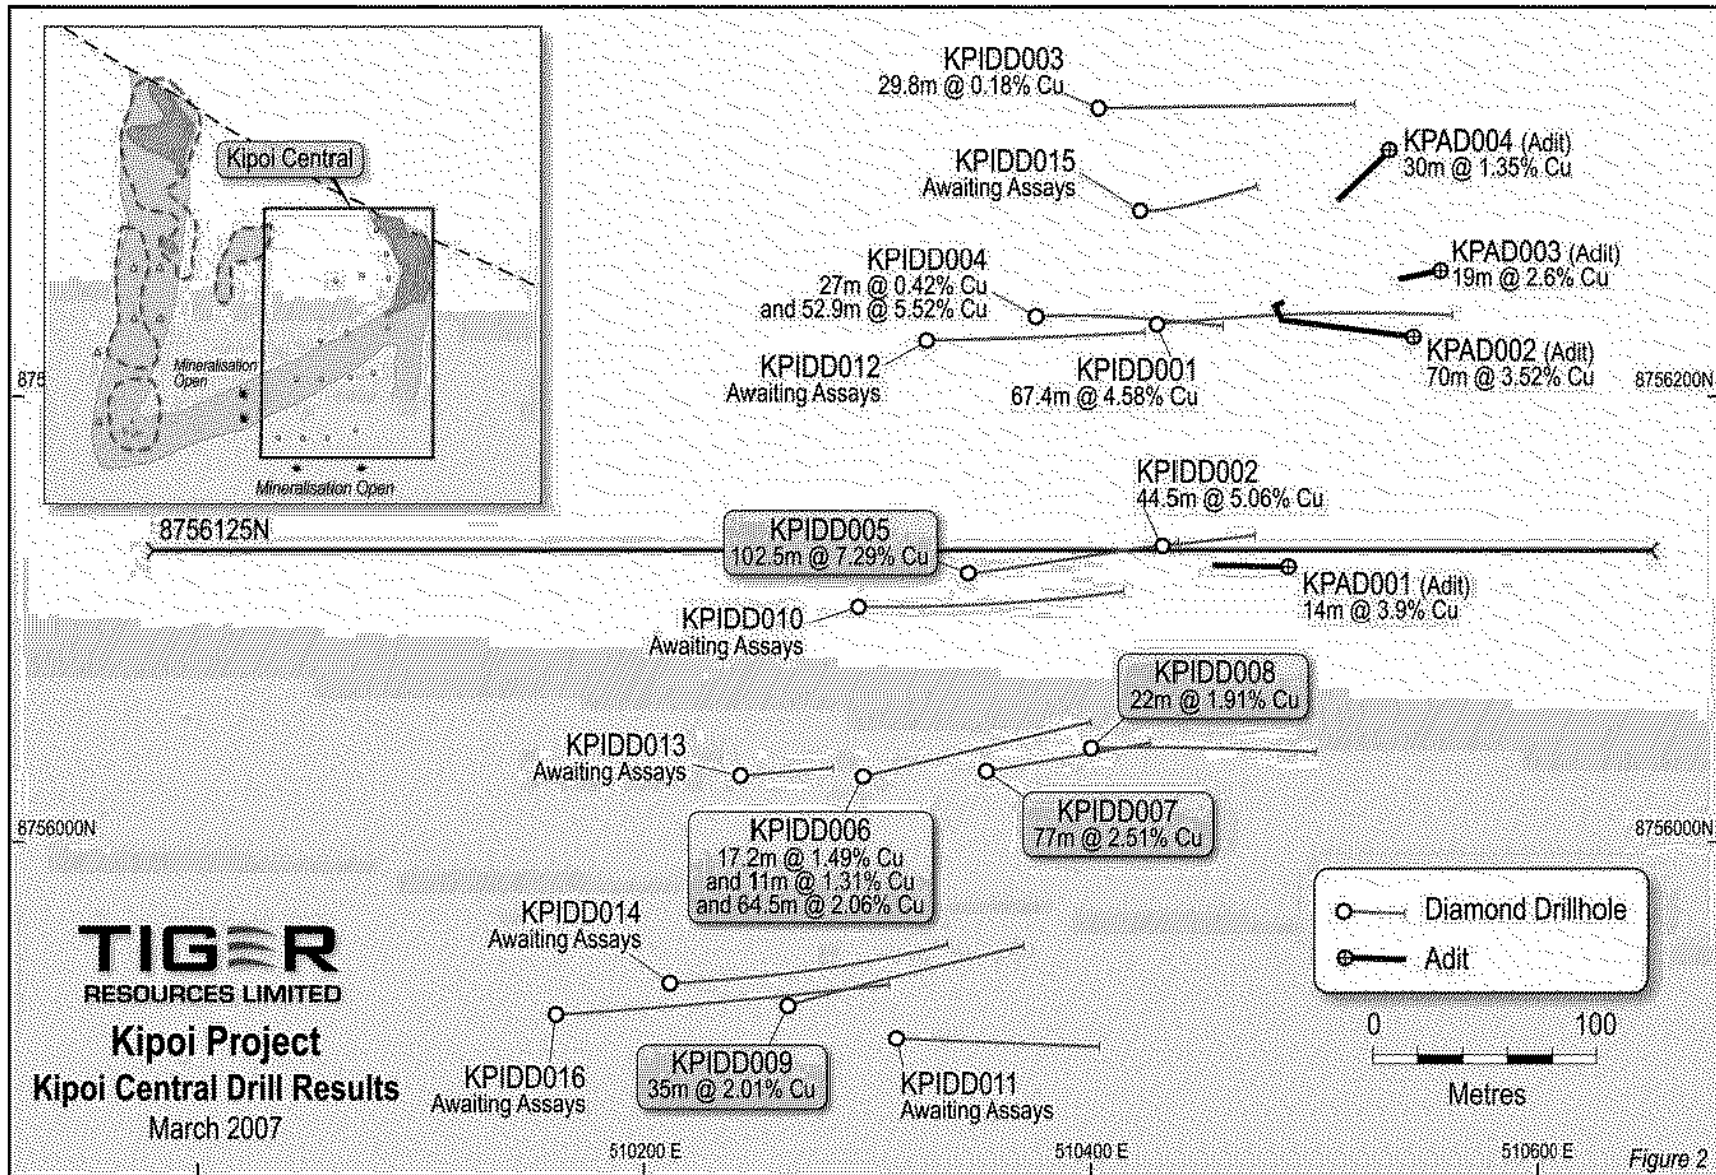 KPIDD003
29.8m @ 0.18% Cu
KPAD004 (Adit)
30m @ 1.35% Cu
KPIDD015
Awaiting Assays
Kipoi Central
KPAD003 (Adit)
19m @ 2.6% Cu
KPIDD004
27m @ 0.42% Cu
and 52.9m @ 5.52% Cu
KPIDD012
Awaiting Assays
KPIDD001
67.4m @ 4.58% Cu
KPAD002 (Adit)
70m @ 3.52% Cu
Mineralisation
Open
875
8756200N
Mineralisation Open
KPIDD002
44.5m @ 5.06% Cu
8756125N
KPIDD005
102.5m @ 7.29% Cu
KPAD001 (Adit)
14m @ 3.9% Cu
KPIDD010
Awaiting Assays
KPIDD008
22m @ 1.91% Cu
KPIDD013
Awaiting Assays
KPIDD007
77m @ 2.51% Cu
8756000N
8756000N
KPIDD006
17.2m @ 1.49% Cu
and 11m @ 1.31% Cu
and 64.5m @ 2.06% Cu
KPIDD014
Awaiting Assays
Diamond Drillhole
Adit
TIGER
RESOURCES LIMITED
Kipoi Project
Kipoi Central Drill Results
March 2007
KPIDD016
Awaiting Assays
KPIDD009
35m @ 2.01% Cu
KPIDD011
Awaiting Assays
0 100
Metres
510200 E
510400 E
510600 E
Figure 2